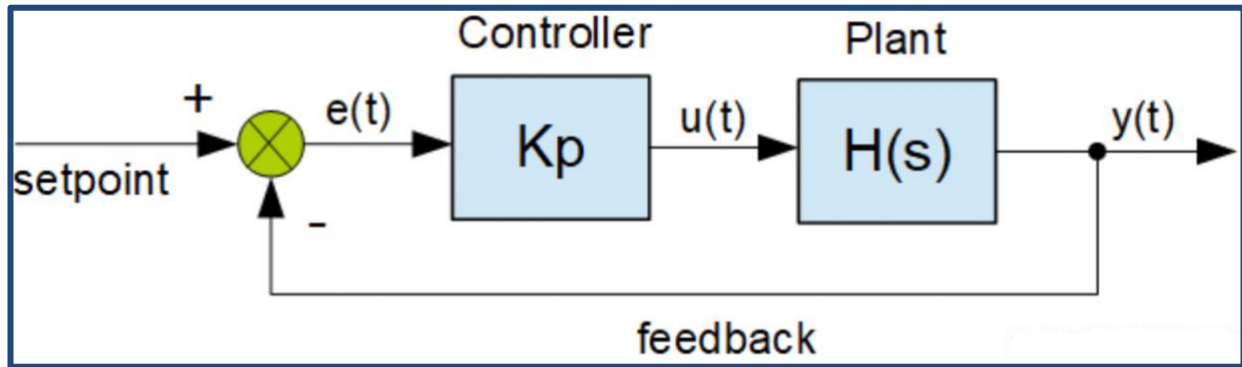 Controller
Plant
+
e(t)
u(t)
y(t)
Kp
H(s)
setpoint
-
feedback